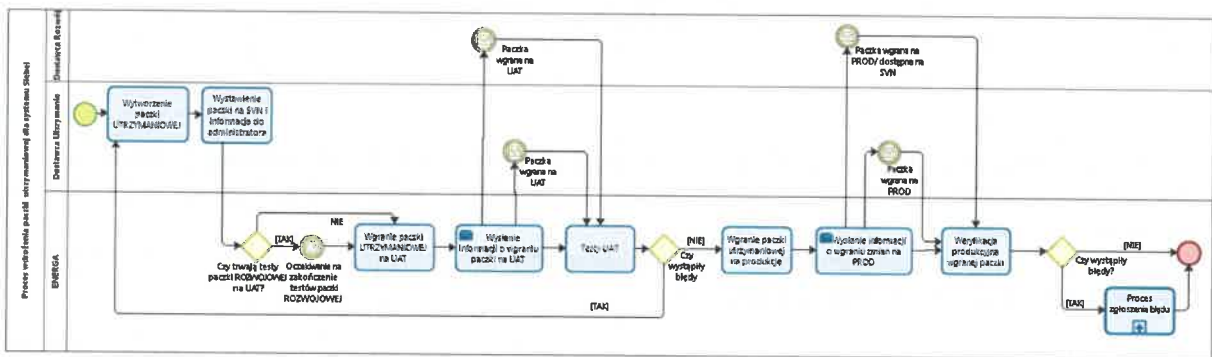 Proces wdrożenia paczki utrzymaniowej dla systemu Siebel
Dostawca Rozwój
Paczka
wgrana na
UAT
Paczka wgrana na
PROD/ dostępna na
SVN
Dostawca Utrzymanie
Wytworzenie
paczki
UTRZYMANIOWEJ
Wystawienie
paczki na SVN i
informacja do
administratora
Paczka
wgrana na
UAT
Paczka
wgrana na
PROD
ENERGA
Czy trwają testy
paczki ROZWOJOWEJ
na UAT?
NIE
[TAK]
Oczekiwanie na
zakończenie
testów paczki
ROZWOJOWEJ
Wgranie paczki
UTRZYMANIOWEJ
na UAT
Wysłanie
informacji o wgraniu
paczki na UAT
Testy UAT
Czy
wystąpiły
błędy
[NIE]
[TAK]
Wgranie paczki
utrzymaniowej
na produkcje
Wysłanie informacji
o wgraniu zmian na
PROD
Weryfikacja
produkcyjna
wgranej paczki
Czy wystąpiły
błędy?
[NIE]
[TAK]
Proces
zgłoszenia błędu